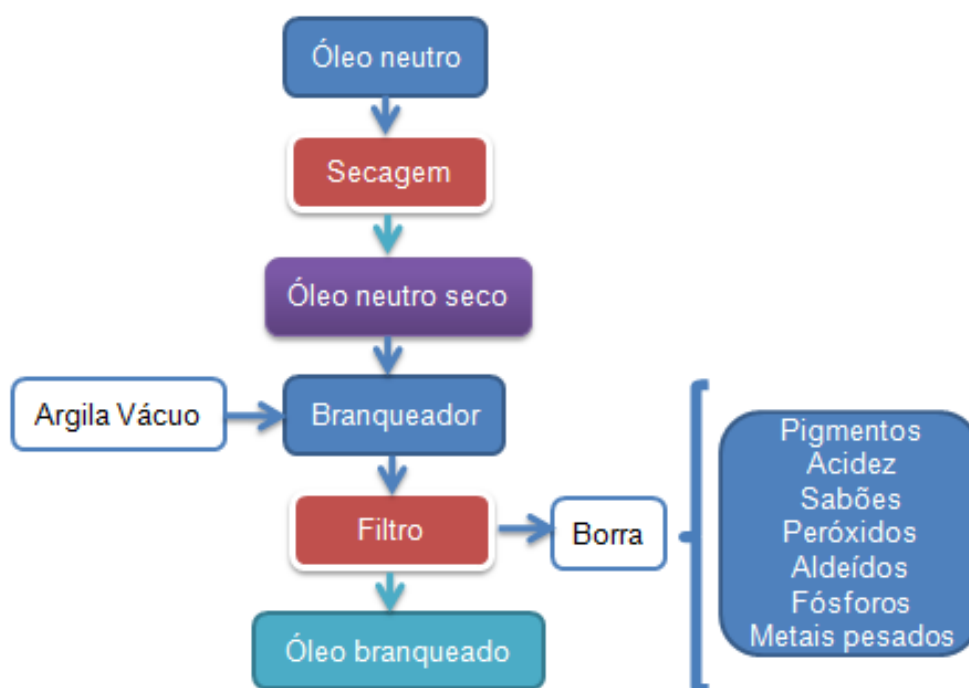 Óleo neutro
Secagem
Óleo neutro seco
Argila Vácuo
Branqueador
Filtro
Borra
Pigmentos
Acidez
Sabões
Peróxidos
Aldeídos
Fósforos
Metais pesados
Óleo branqueado